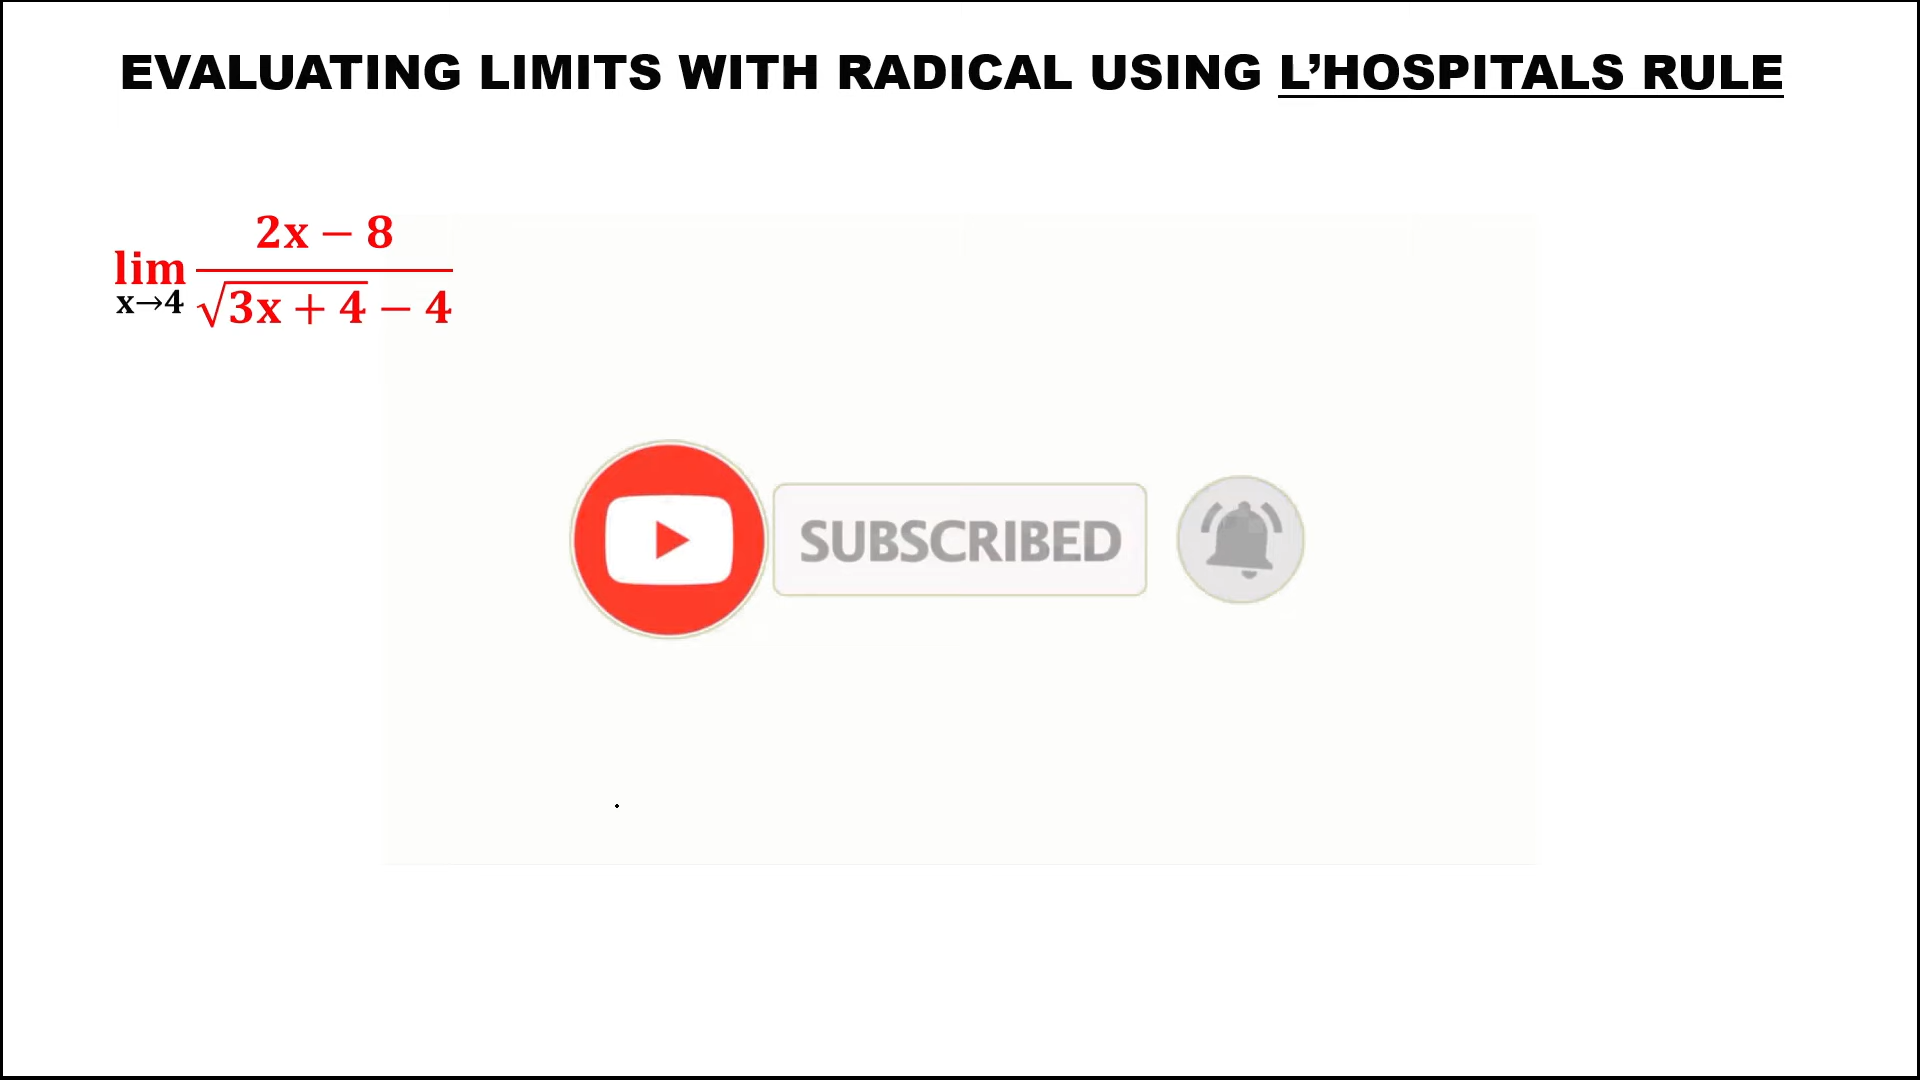 EVALUATING LIMITS WITH RADICAL USING L’HOSPITALS RULE
2x − 8
lim
x→4
√3x + 4 − 4
SUBSCRIBED